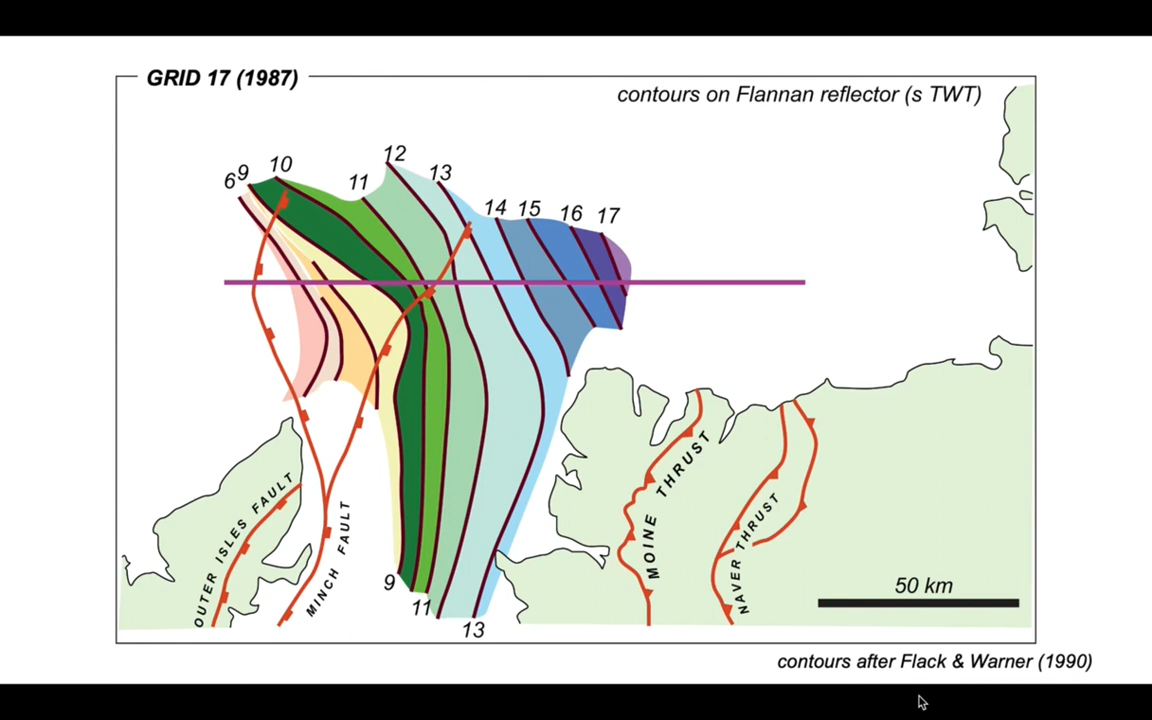 GRID 17 (1987)
contours on Flannan reflector (s TWT)
12
10
13
6 9
11
14 15 16 17
OUTER ISLES FAULT
MINCH FAULT
MOINE THRUST
NAVER THRUST
9
50 km
11
13
contours after Flack & Warner (1990)